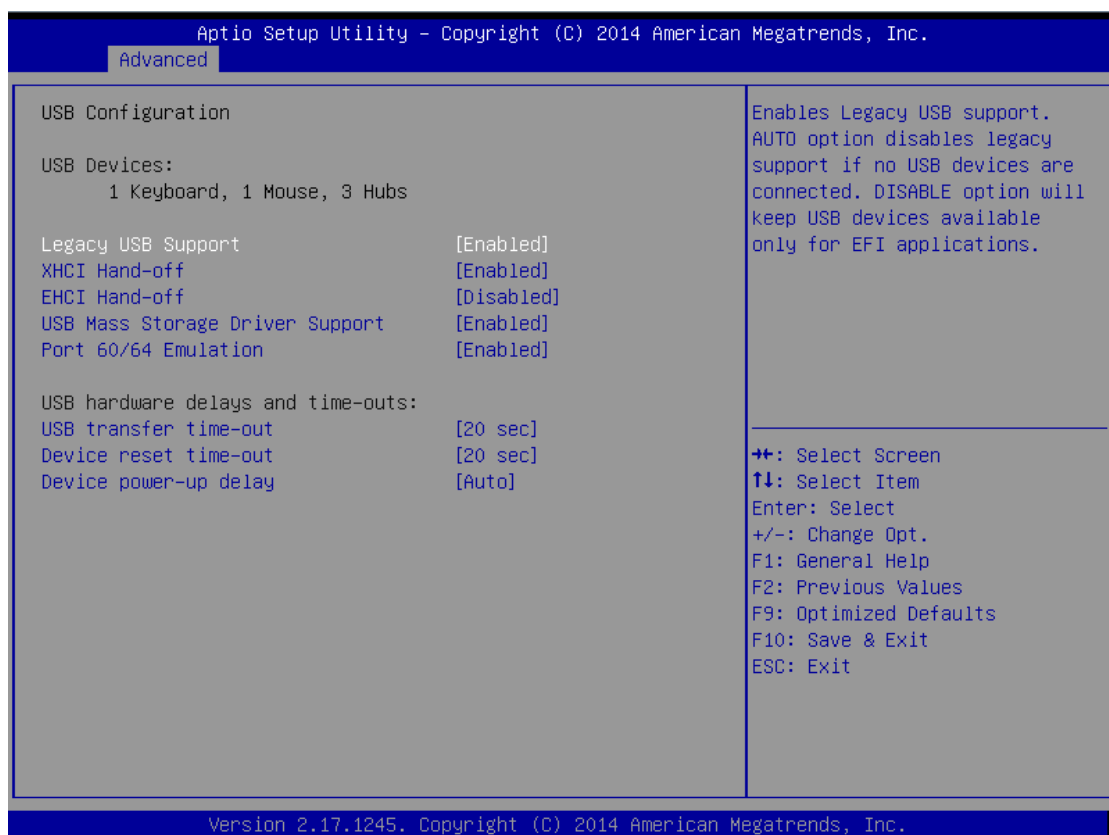 Aptio Setup Utility – Copyright (C) 2014 American Megatrends, Inc.
Advanced
USB Configuration
USB Devices:
1 Keyboard, 1 Mouse, 3 Hubs
Legacy USB Support [Enabled]
XHCI Hand-off [Enabled]
EHCI Hand-off [Disabled]
USB Mass Storage Driver Support [Enabled]
Port 60/64 Emulation [Enabled]
USB hardware delays and time-outs:
USB transfer time-out [20 sec]
Device reset time-out [20 sec]
Device power-up delay [Auto]
Enables Legacy USB support.
AUTO option disables legacy
support if no USB devices are
connected. DISABLE option will
keep USB devices available
only for EFI applications.
→←: Select Screen
↑↓: Select Item
Enter: Select
+/-: Change Opt.
F1: General Help
F2: Previous Values
F9: Optimized Defaults
F10: Save & Exit
ESC: Exit
Version 2.17.1245. Copyright (C) 2014 American Megatrends, Inc.